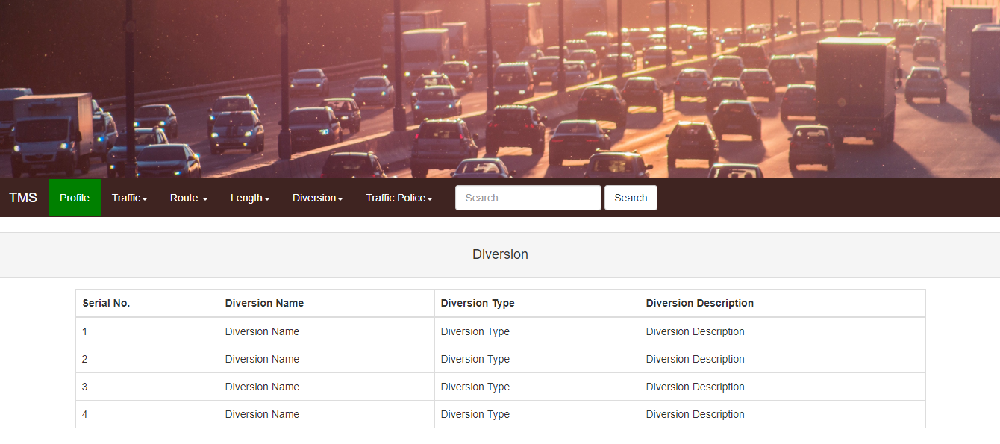 TMS Profile Traffic Route Length Diversion Traffic Police Search Search
Diversion
Serial No. Diversion Name Diversion Type Diversion Description
1 Diversion Name Diversion Type Diversion Description
2 Diversion Name Diversion Type Diversion Description
3 Diversion Name Diversion Type Diversion Description
4 Diversion Name Diversion Type Diversion Description